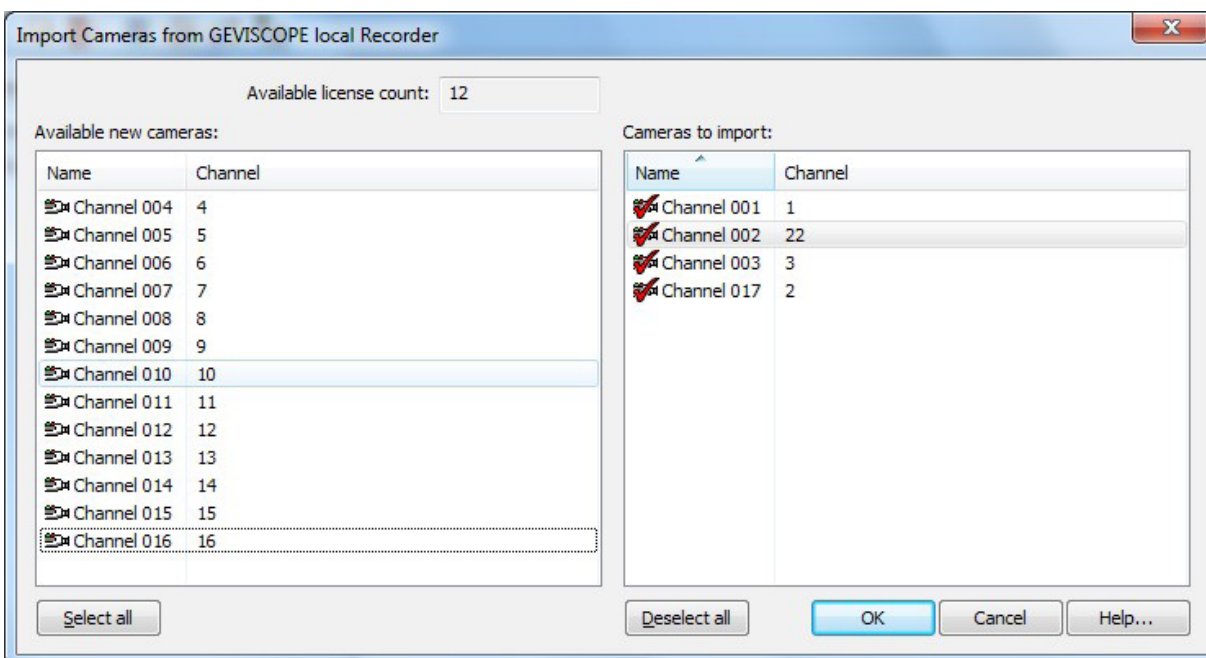 Import Cameras from GEVISCOPE local Recorder
Available license count: 12
Available new cameras:
Name Channel
Channel 004 4
Channel 005 5
Channel 006 6
Channel 007 7
Channel 008 8
Channel 009 9
Channel 010 10
Channel 011 11
Channel 012 12
Channel 013 13
Channel 014 14
Channel 015 15
Channel 016 16
Select all
Cameras to import:
Name Channel
Channel 001 1
Channel 002 22
Channel 003 3
Channel 017 2
Deselect all OK Cancel Help...